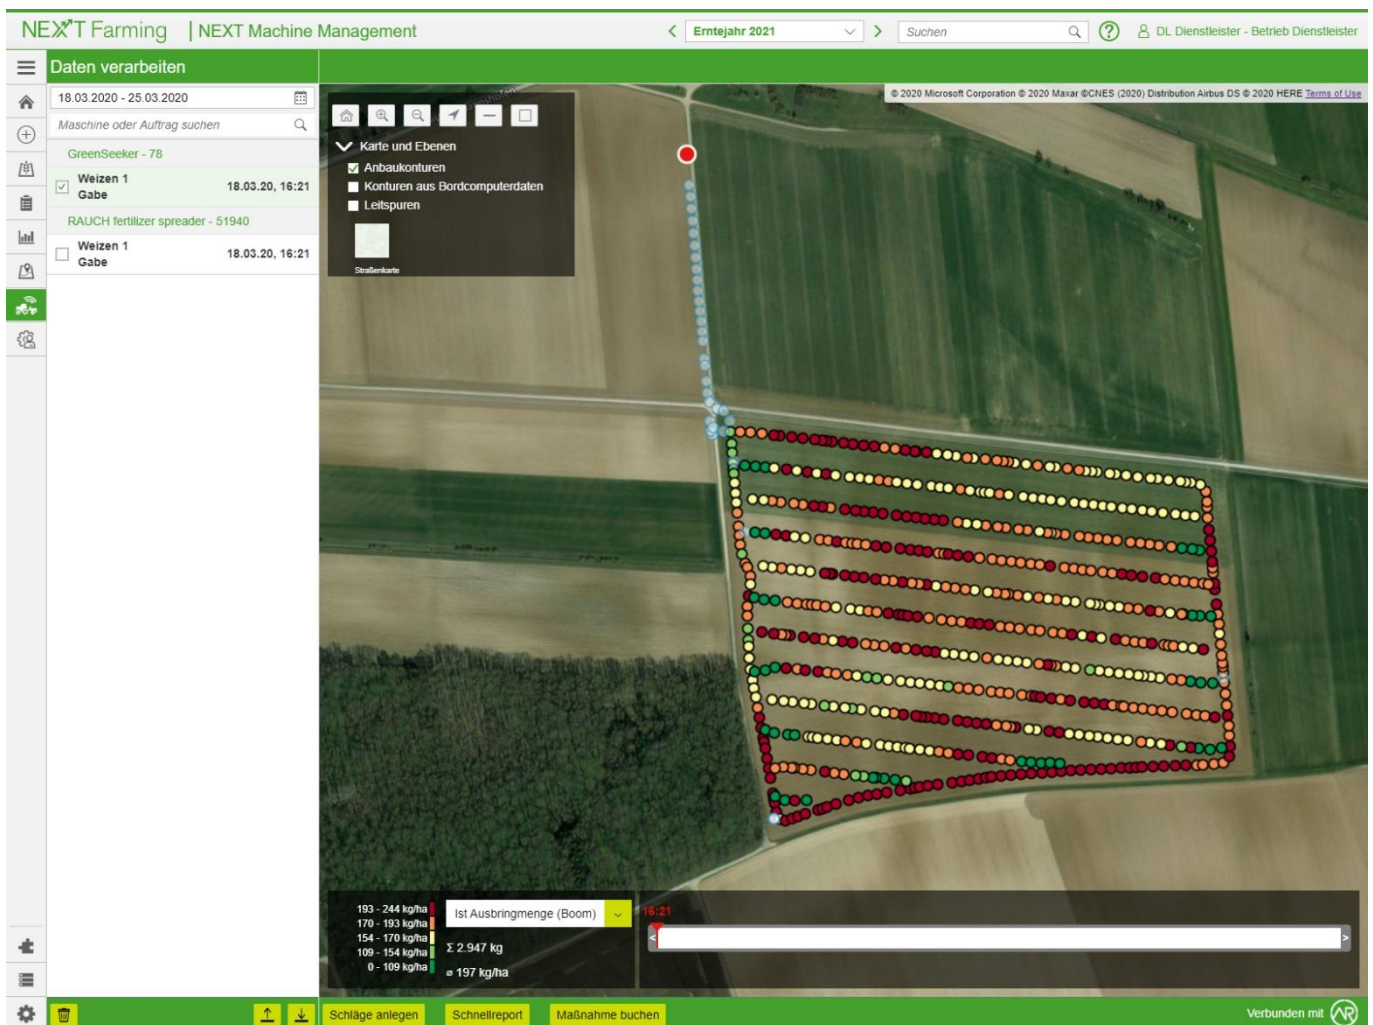 NEXT Farming | NEXT Machine Management
Erntejahr 2021
Suchen
DL Dienstleister - Betrieb Dienstleister
Daten verarbeiten
18.03.2020 - 25.03.2020
Maschine oder Auftrag suchen
GreenSeeker - 78
Weizen 1
Gabe
18.03.20, 16:21
RAUCH fertilizer spreader - 51940
Weizen 1
Gabe
18.03.20, 16:21
© 2020 Microsoft Corporation © 2020 Maxar ©CNES (2020) Distribution Airbus DS © 2020 HERE Terms of Use
Karte und Ebenen
Anbaukonturen
Konturen aus Bordcomputerdaten
Leitspuren
Straßenkarte
193 - 244 kg/ha
170 - 193 kg/ha
154 - 170 kg/ha
109 - 154 kg/ha
0 - 109 kg/ha
Ist Ausbringmenge (Boom)
Σ 2.947 kg
ø 197 kg/ha
16:21
Schläge anlegen
Schnellreport
Maßnahme buchen
Verbunden mit